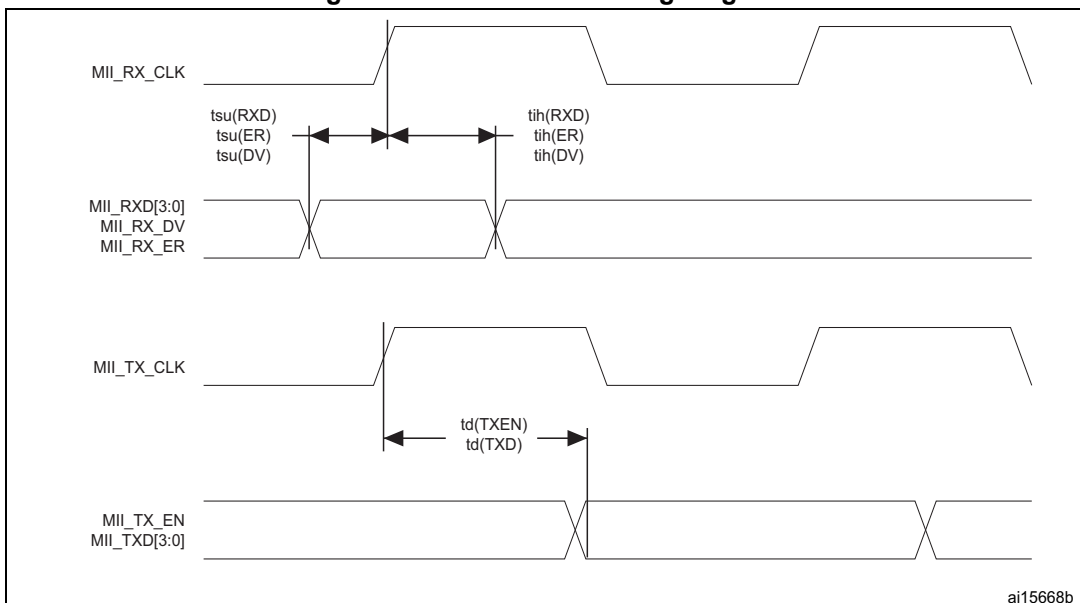 MII_RX_CLK
tsu(RXD)
tsu(ER)
tsu(DV)
tih(RXD)
tih(ER)
tih(DV)
MII_RXD[3:0]
MII_RX_DV
MII_RX_ER
MII_TX_CLK
td(TXEN)
td(TXD)
MII_TX_EN
MII_TXD[3:0]
ai15668b